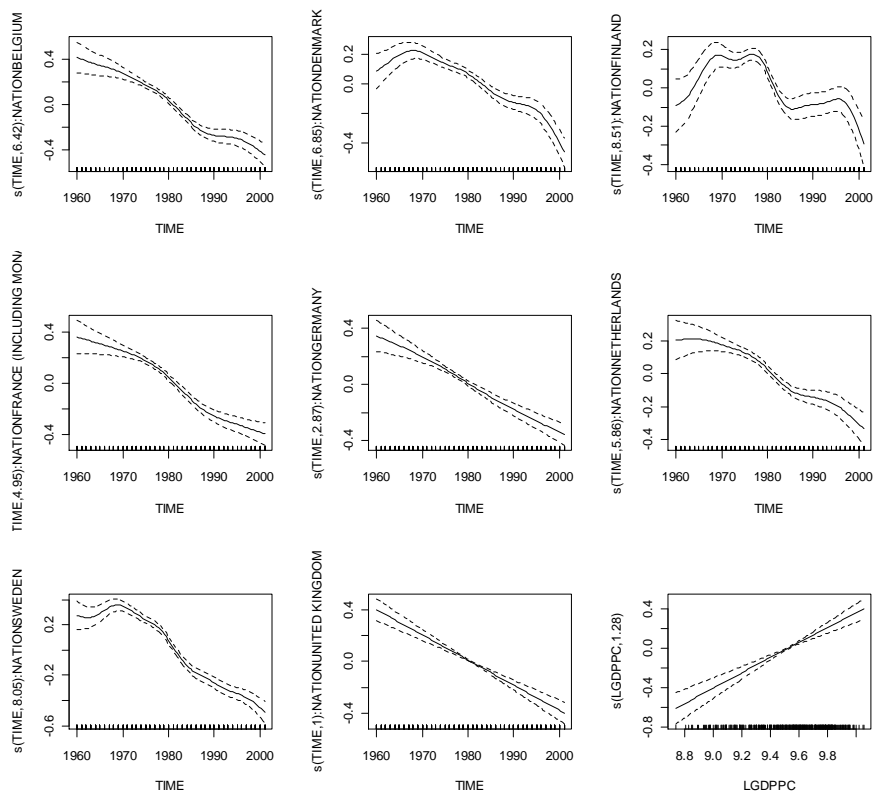 s(TIME,6.42):NATIONBELGIUM
-0.4 0.0 0.4
1960 1970 1980 1990 2000
TIME
s(TIME,6.85):NATIONDENMARK
-0.4 0.0 0.2
1960 1970 1980 1990 2000
TIME
s(TIME,8.51):NATIONFINLAND
-0.4 -0.2 0.0 0.2
1960 1970 1980 1990 2000
TIME
TIME,4.95):NATIONFRANCE (INCLUDING MON
-0.4 0.0 0.4
1960 1970 1980 1990 2000
TIME
s(TIME,2.87):NATIONGERMANY
-0.4 0.0 0.4
1960 1970 1980 1990 2000
TIME
s(TIME,5.86):NATIONNETHERLANDS
-0.4 -0.2 0.0 0.2
1960 1970 1980 1990 2000
TIME
s(TIME,8.05):NATIONSWEDEN
-0.6 -0.2 0.2
1960 1970 1980 1990 2000
TIME
s(TIME,1):NATIONUNITED KINGDOM
-0.4 0.0 0.4
1960 1970 1980 1990 2000
TIME
s(LGDPPC,1.28)
-0.8 -0.4 0.0 0.4
8.8 9.0 9.2 9.4 9.6 9.8
LGDPPC